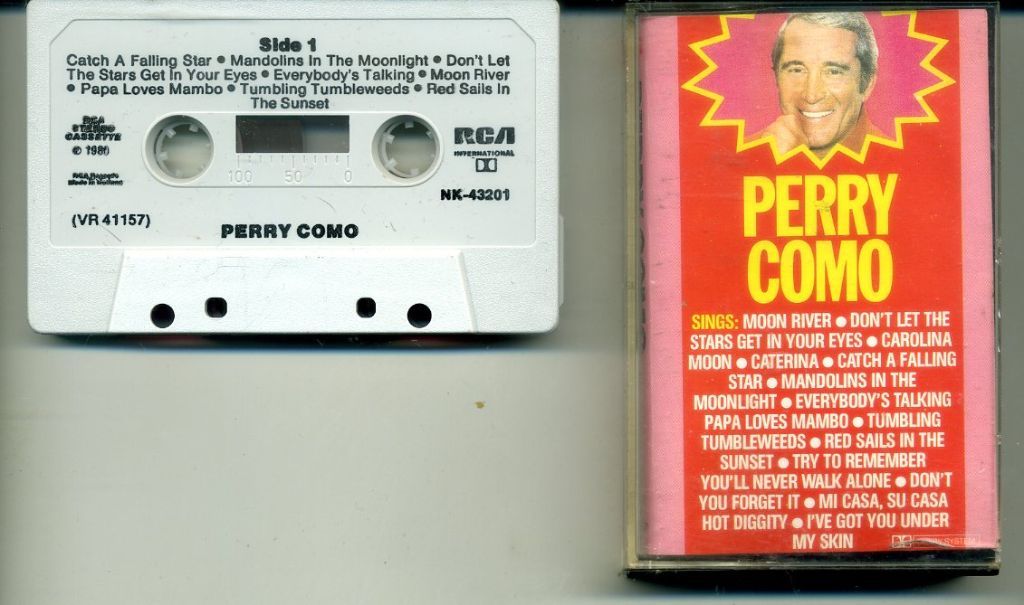 Side 1
Catch A Falling Star • Mandolins In The Moonlight • Don't Let
The Stars Get In Your Eyes • Everybody's Talking • Moon River
• Papa Loves Mambo • Tumbling Tumbleweeds • Red Sails In
The Sunset
RCA
STEREO
CASSETTE
© 1980
RCA
INTERNATIONAL
100 50 0
NK-43201
(VR 41157)
PERRY COMO
PERRY
COMO
SINGS: MOON RIVER • DON'T LET THE
STARS GET IN YOUR EYES • CAROLINA
MOON • CATERINA • CATCH A FALLING
STAR • MANDOLINS IN THE
MOONLIGHT • EVERYBODY'S TALKING
PAPA LOVES MAMBO • TUMBLING
TUMBLEWEEDS • RED SAILS IN THE
SUNSET • TRY TO REMEMBER
YOU'LL NEVER WALK ALONE • DON'T
YOU FORGET IT • MI CASA, SU CASA
HOT DIGGITY • I'VE GOT YOU UNDER
MY SKIN
SYSTEM